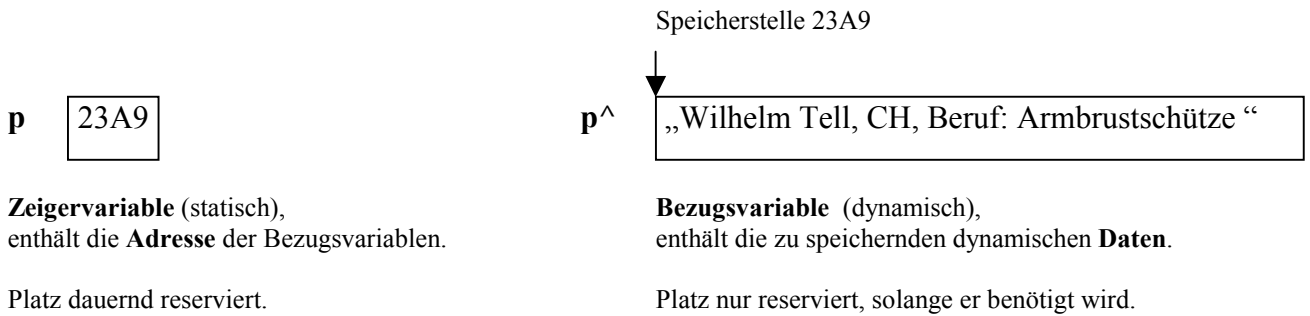 Speicherstelle 23A9
p 23A9 p^ „Wilhelm Tell, CH, Beruf: Armbrustschütze “
Zeigervariable (statisch),
enthält die Adresse der Bezugsvariablen.
Platz dauernd reserviert.
Bezugsvariable (dynamisch),
enthält die zu speichernden dynamischen Daten.
Platz nur reserviert, solange er benötigt wird.